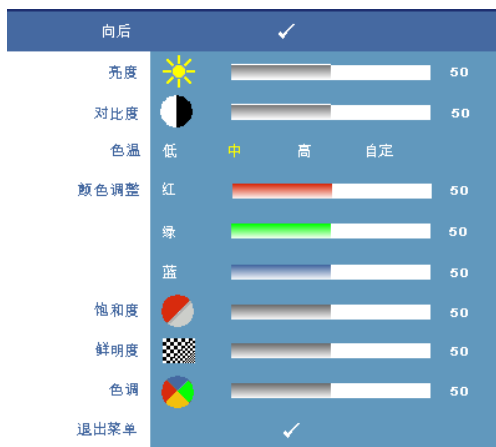 向后
亮度 50
对比度 50
色温 低 中 高 自定
颜色调整 红 50
绿 50
蓝 50
饱和度 50
鲜明度 50
色调 50
退出菜单